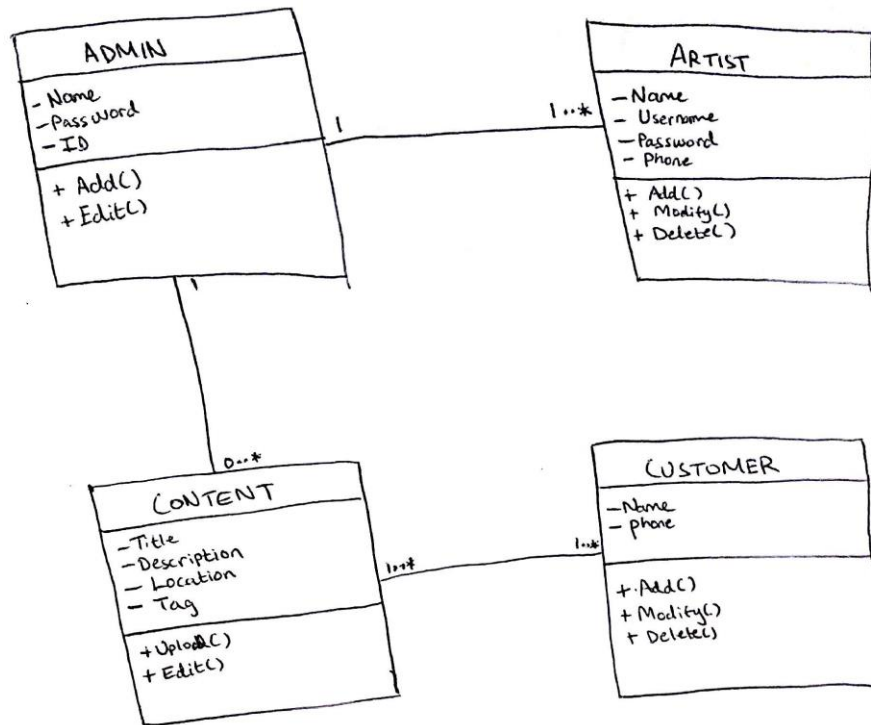 ADMIN
- Name
- Password
- ID
+ Add()
+ Edit()
1
1..*
ARTIST
- Name
- Username
- Password
- Phone
+ Add()
+ Modify()
+ Delete()
1
0..*
CONTENT
- Title
- Description
- Location
- Tag
+ Upload()
+ Edit()
1...*
1..*
CUSTOMER
- Name
- phone
+ Add()
+ Modify()
+ Delete()